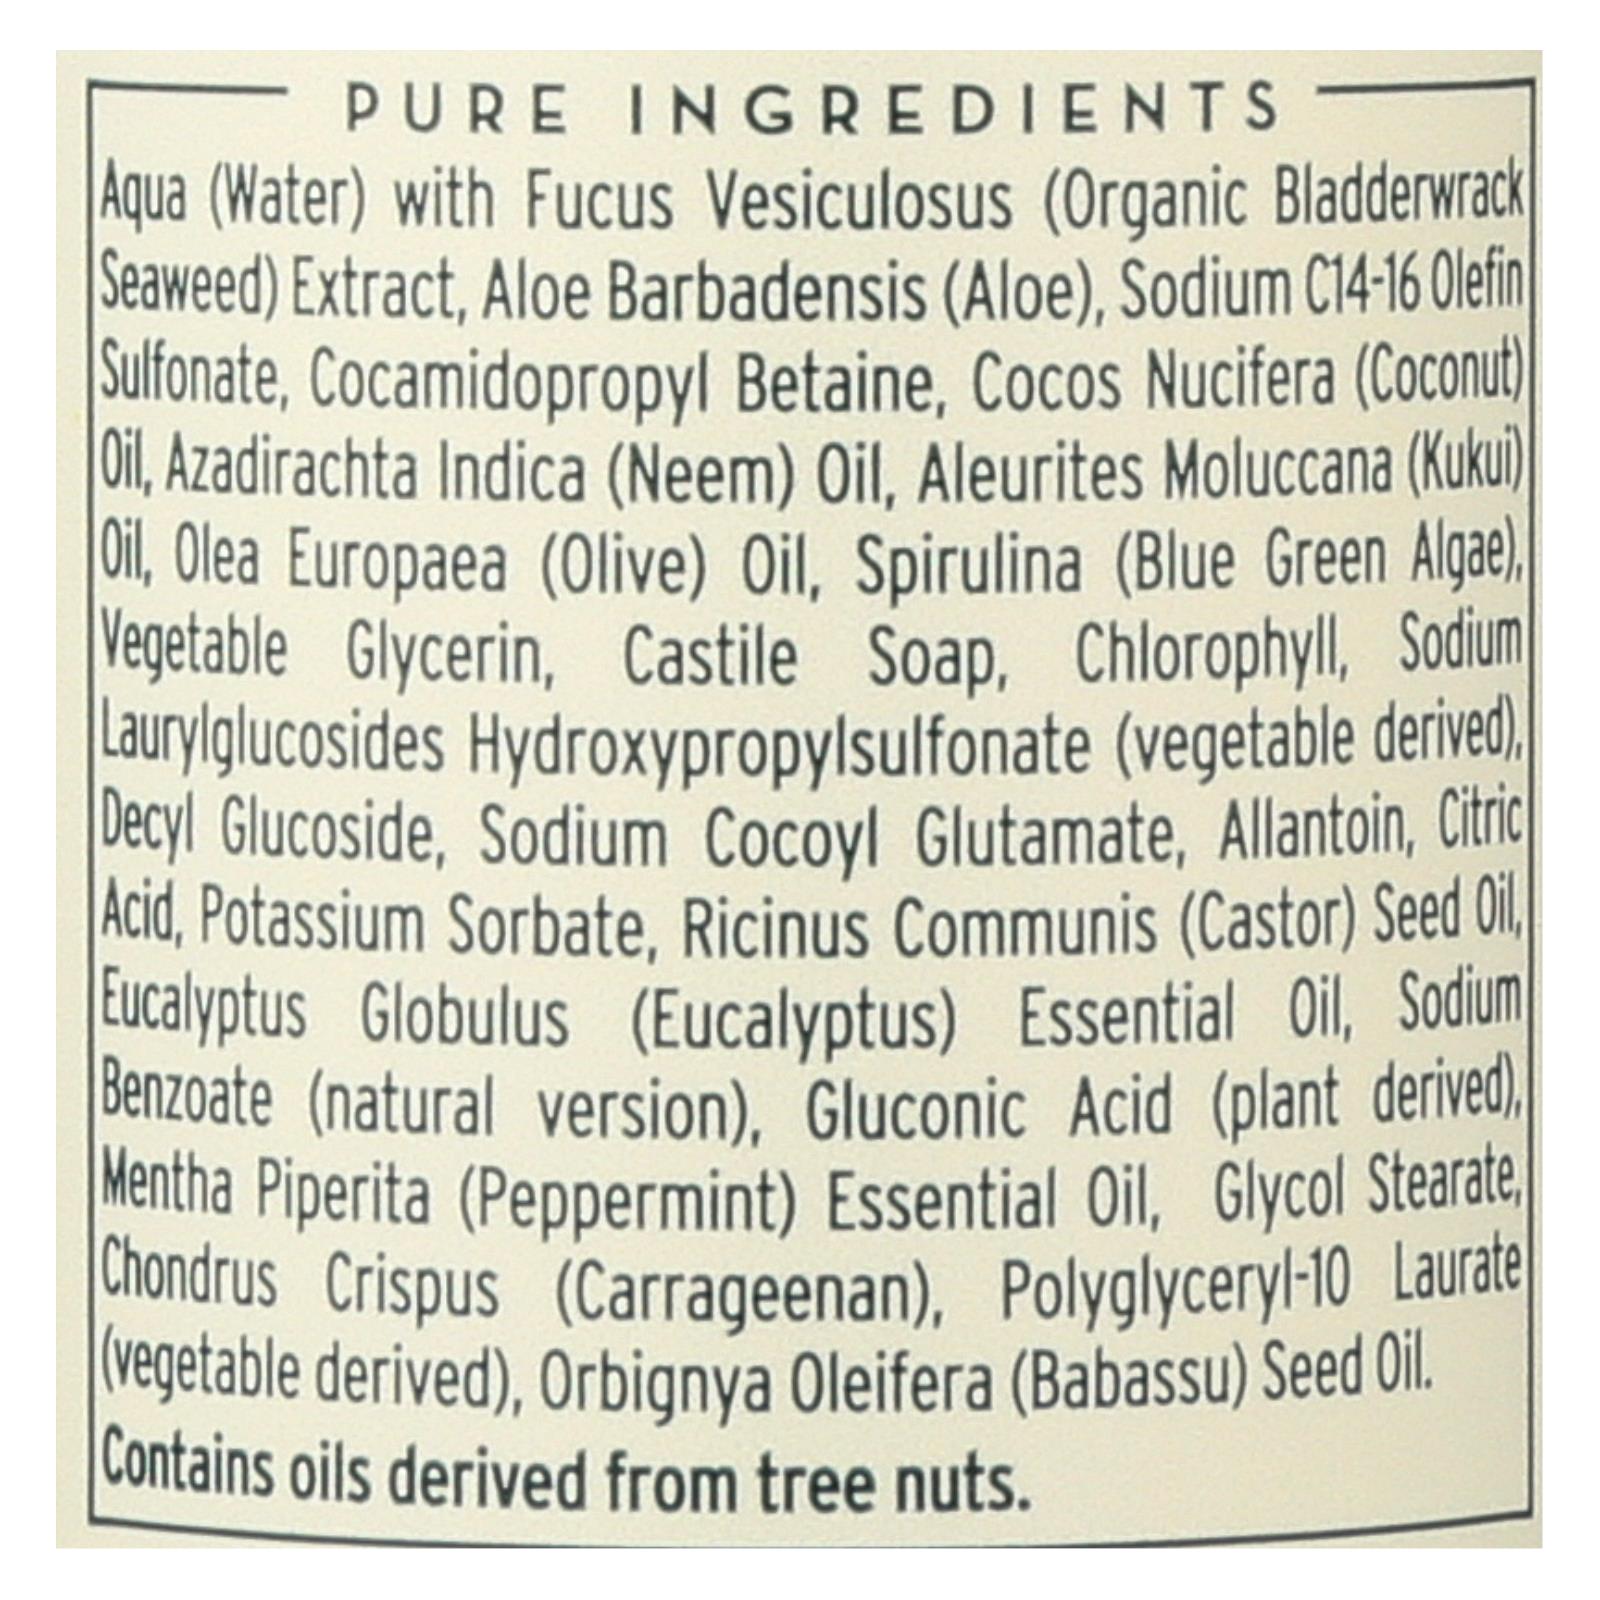 PURE INGREDIENTS
Aqua (Water) with Fucus Vesiculosus (Organic Bladderwrack
Seaweed) Extract, Aloe Barbadensis (Aloe), Sodium C14-16 Olefin
Sulfonate, Cocamidopropyl Betaine, Cocos Nucifera (Coconut)
Oil, Azadirachta Indica (Neem) Oil, Aleurites Moluccana (Kukui)
Oil, Olea Europaea (Olive) Oil, Spirulina (Blue Green Algae),
Vegetable Glycerin, Castile Soap, Chlorophyll, Sodium
Laurylglucosides Hydroxypropylsulfonate (vegetable derived),
Decyl Glucoside, Sodium Cocoyl Glutamate, Allantoin, Citric
Acid, Potassium Sorbate, Ricinus Communis (Castor) Seed Oil,
Eucalyptus Globulus (Eucalyptus) Essential Oil, Sodium
Benzoate (natural version), Gluconic Acid (plant derived),
Mentha Piperita (Peppermint) Essential Oil, Glycol Stearate,
Chondrus Crispus (Carrageenan), Polyglyceryl-10 Laurate
(vegetable derived), Orbignya Oleifera (Babassu) Seed Oil.
Contains oils derived from tree nuts.